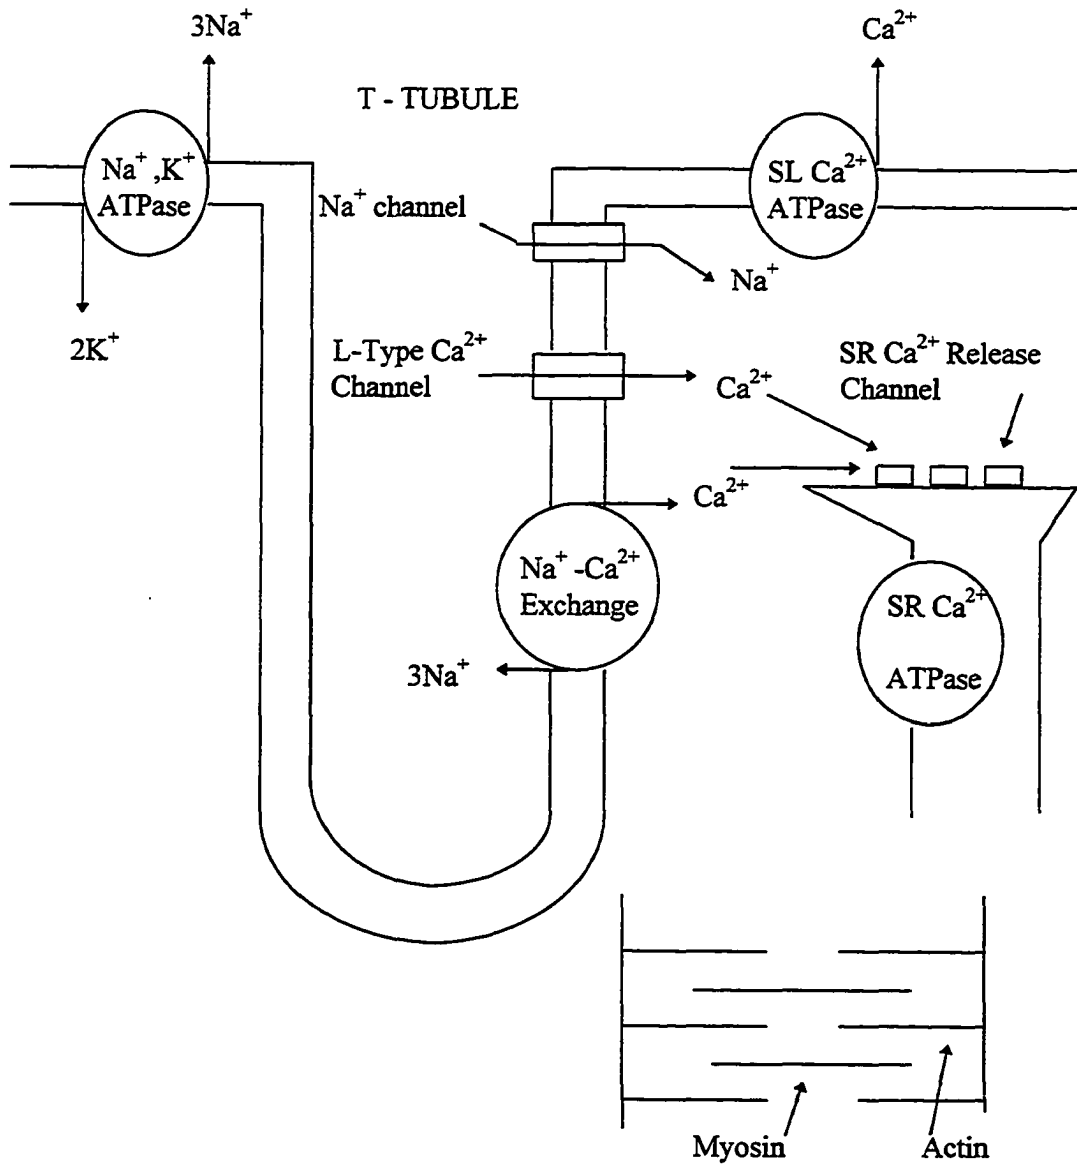 3Na⁺
Ca²⁺
T - TUBULE
Na⁺ ,K⁺
ATPase
SL Ca²⁺
ATPase
Na⁺ channel
Na⁺
2K⁺
L-Type Ca²⁺
Channel
Ca²⁺
SR Ca²⁺ Release
Channel
Ca²⁺
Na⁺ -Ca²⁺
Exchange
SR Ca²⁺
ATPase
3Na⁺
Myosin
Actin